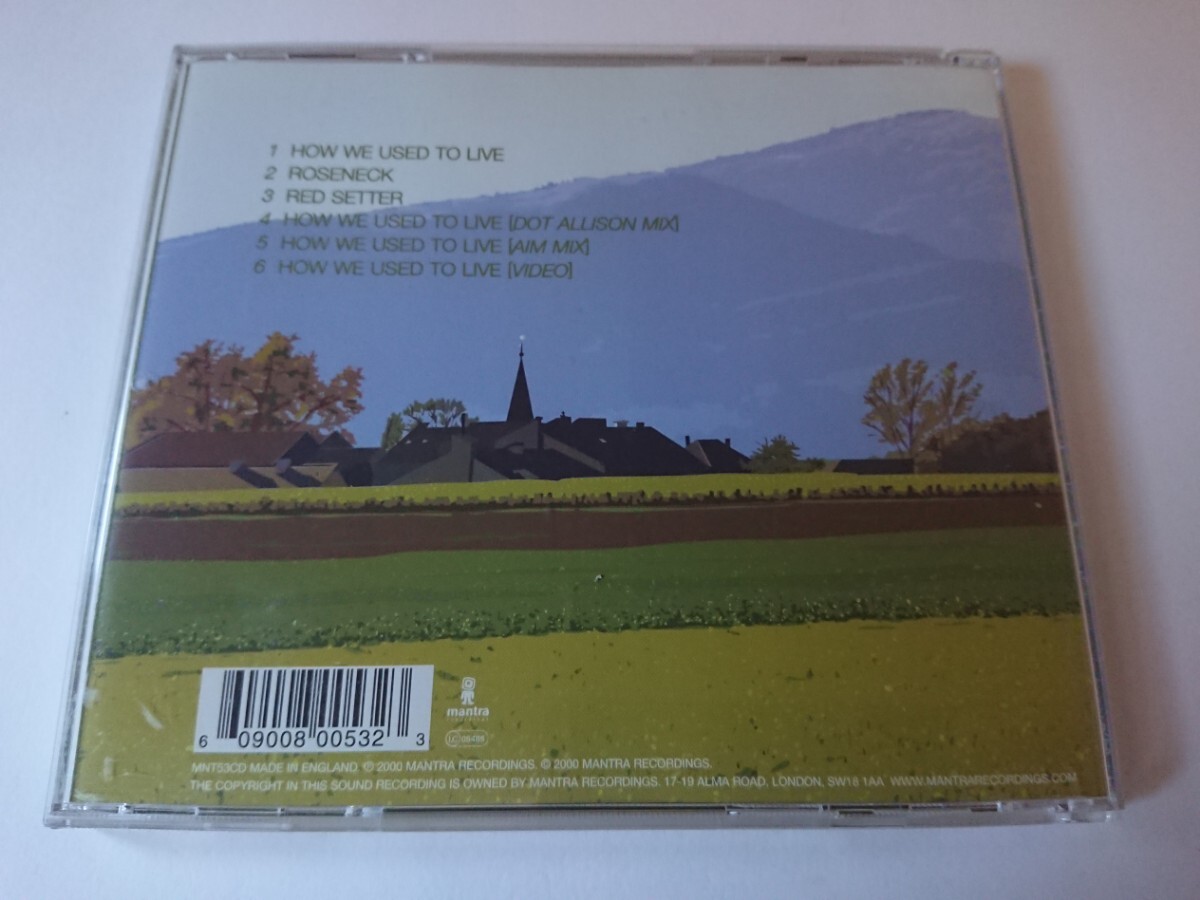 1 HOW WE USED TO LIVE
2 ROSENECK
3 RED SETTER
4 HOW WE USED TO LIVE [DOT ALLISON MIX]
5 HOW WE USED TO LIVE [AIM MIX]
6 HOW WE USED TO LIVE [VIDEO]
mantra
6 09008 00532 3
MNT53CD MADE IN ENGLAND. ℗ 2000 MANTRA RECORDINGS. © 2000 MANTRA RECORDINGS.
THE COPYRIGHT IN THIS SOUND RECORDING IS OWNED BY MANTRA RECORDINGS. 17-19 ALMA ROAD, LONDON, SW18 1AA WWW.MANTRARECORDINGS.COM